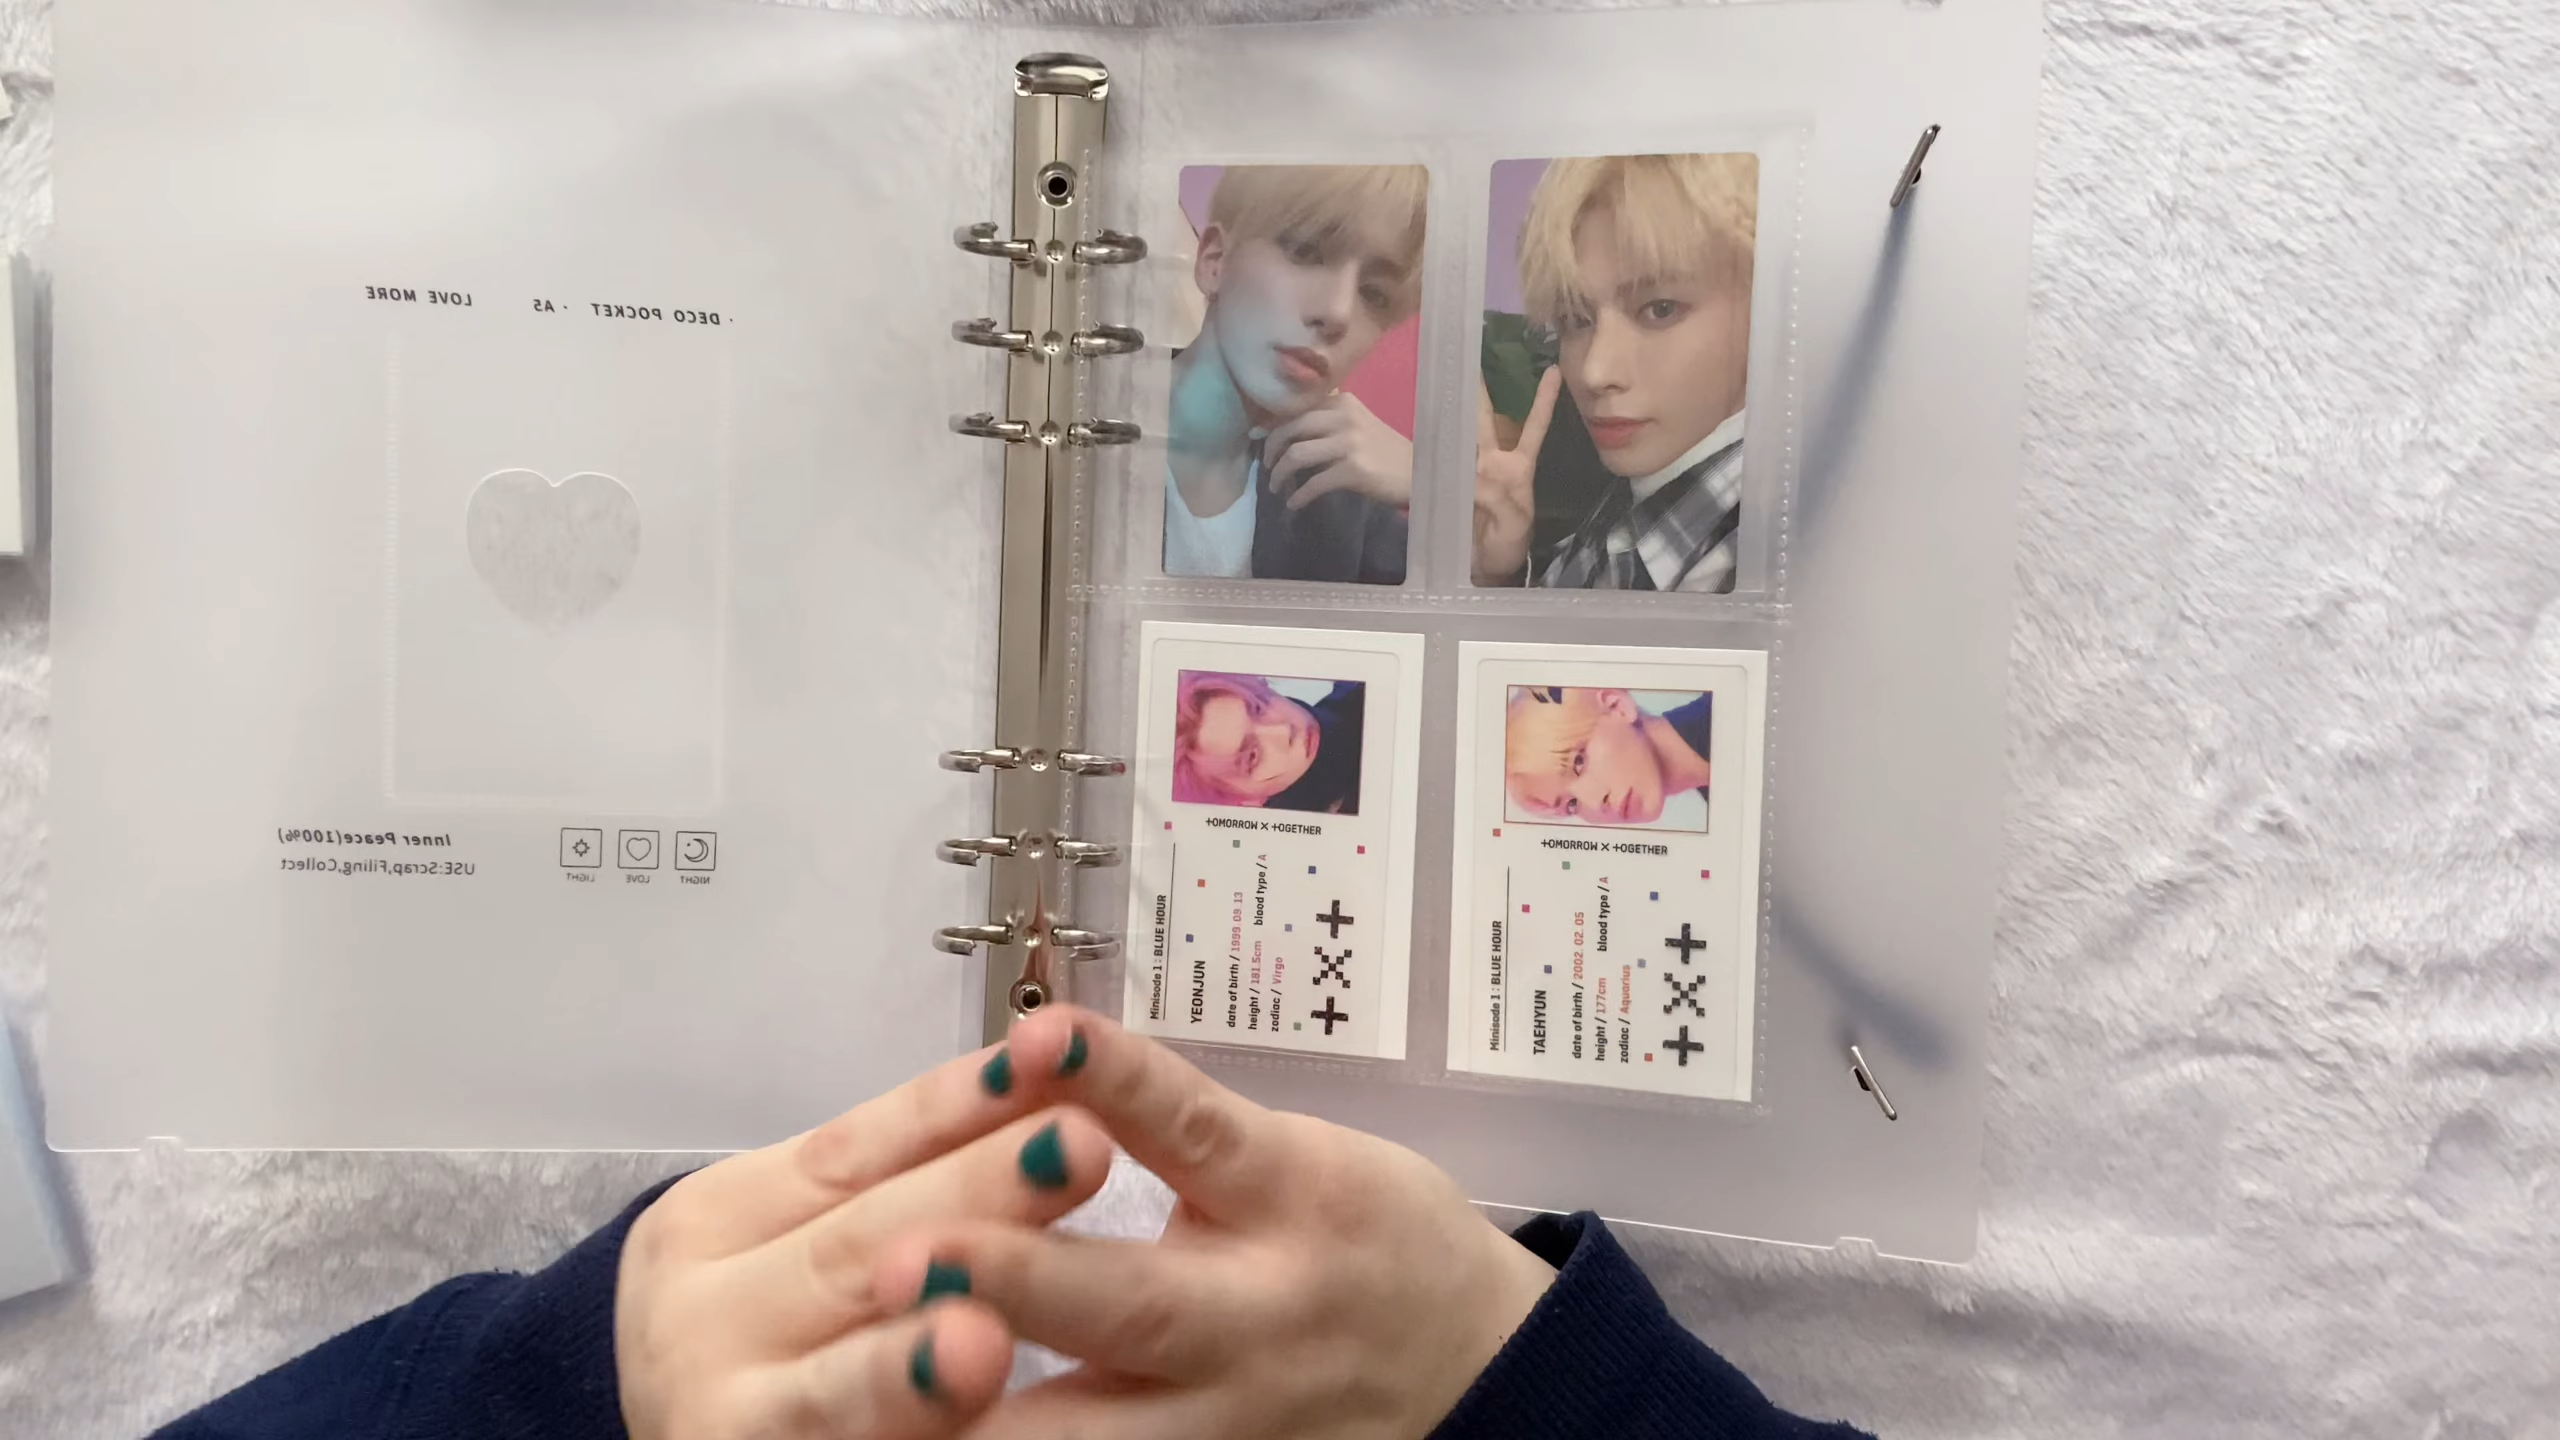 · DECO POCKET · A5 LOVE MORE
NIGHT
LOVE
LIGHT
Inner Peace(100%)
USE:Scrap,Filing,Collect
TOMORROW X TOGETHER
Minisode 1 : BLUE HOUR
YEONJUN
date of birth / 1999. 09. 13
height / 181.5cm blood type / A
zodiac / Virgo
TXT
TOMORROW X TOGETHER
Minisode 1 : BLUE HOUR
TAEHYUN
date of birth / 2002. 02. 05
height / 177cm blood type / A
zodiac / Aquarius
TXT